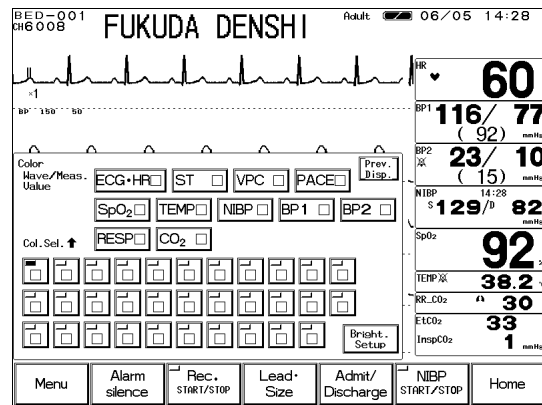 BED-001
CH6008
FUKUDA DENSHI
Adult
06/05 14:28
×1
BP 150 50
HR
60
BP1
116/ 77
( 92) mmHg
BP2
23/ 10
( 15) mmHg
NIBP 14:28
S129/D 82
mmHg
SpO2
92
TEMP
38.2
RR_CO2
30
EtCO2
33
InspCO2
1 mmHg
Color
Wave/Meas.
Value
Prev.
Disp.
ECG・HR ST VPC PACE
SpO2 TEMP NIBP BP1 BP2
Col.Sel.
RESP CO2
Bright.
Setup
Menu
Alarm
silence
Rec.
START/STOP
Lead・
Size
Admit/
Discharge
NIBP
START/STOP
Home